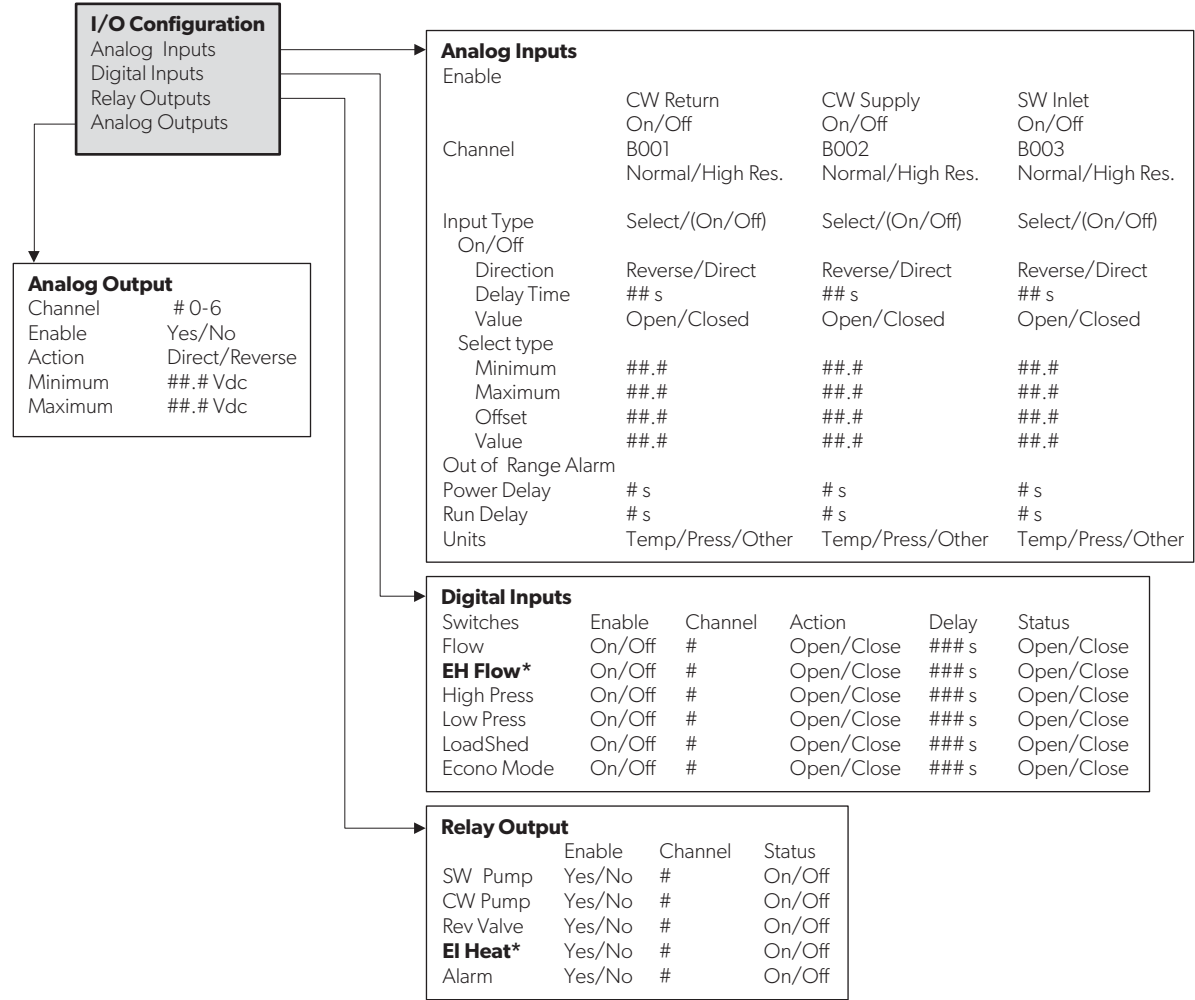 I/O Configuration
Analog Inputs
Digital Inputs
Relay Outputs
Analog Outputs
Analog Output
Channel # 0-6
Enable Yes/No
Action Direct/Reverse
Minimum ##.# Vdc
Maximum ##.# Vdc
Analog Inputs
Enable
CW Return CW Supply SW Inlet
On/Off On/Off On/Off
Channel B001 B002 B003
Normal/High Res. Normal/High Res. Normal/High Res.
Input Type Select/(On/Off) Select/(On/Off) Select/(On/Off)
On/Off
Direction Reverse/Direct Reverse/Direct Reverse/Direct
Delay Time ## s ## s ## s
Value Open/Closed Open/Closed Open/Closed
Select type
Minimum ##.# ##.# ##.#
Maximum ##.# ##.# ##.#
Offset ##.# ##.# ##.#
Value ##.# ##.# ##.#
Out of Range Alarm
Power Delay # s # s # s
Run Delay # s # s # s
Units Temp/Press/Other Temp/Press/Other Temp/Press/Other
Digital Inputs
Switches Enable Channel Action Delay Status
Flow On/Off # Open/Close ### s Open/Close
EH Flow* On/Off # Open/Close ### s Open/Close
High Press On/Off # Open/Close ### s Open/Close
Low Press On/Off # Open/Close ### s Open/Close
LoadShed On/Off # Open/Close ### s Open/Close
Econo Mode On/Off # Open/Close ### s Open/Close
Relay Output
Enable Channel Status
SW Pump Yes/No # On/Off
CW Pump Yes/No # On/Off
Rev Valve Yes/No # On/Off
El Heat* Yes/No # On/Off
Alarm Yes/No # On/Off